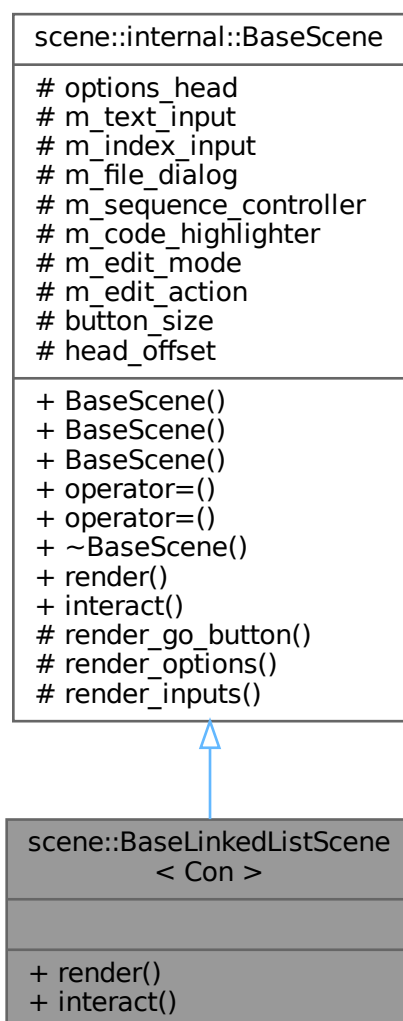 scene::internal::BaseScene
# options_head
# m_text_input
# m_index_input
# m_file_dialog
# m_sequence_controller
# m_code_highlighter
# m_edit_mode
# m_edit_action
# button_size
# head_offset
+ BaseScene()
+ BaseScene()
+ BaseScene()
+ operator=()
+ operator=()
+ ~BaseScene()
+ render()
+ interact()
# render_go_button()
# render_options()
# render_inputs()
scene::BaseLinkedListScene
< Con >
+ render()
+ interact()